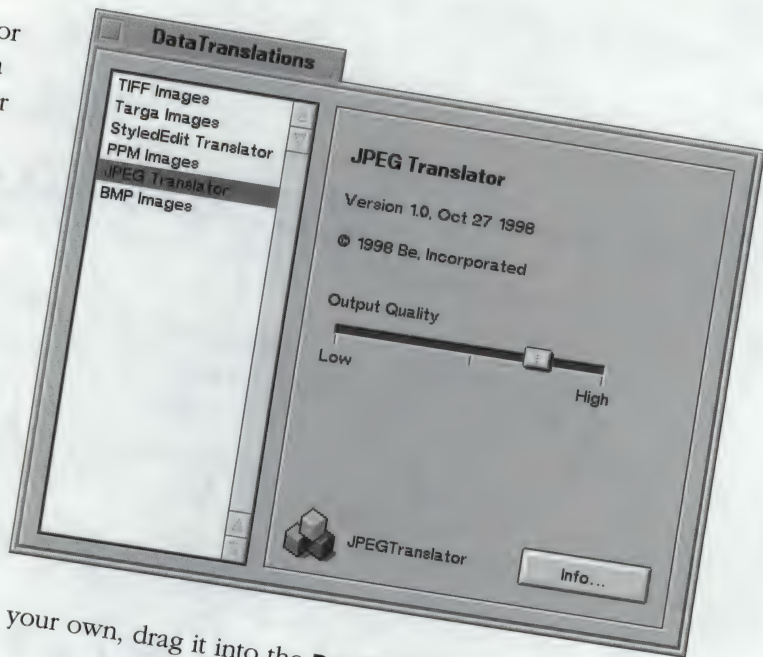 or
r
DataTranslations
TIFF Images
Targa Images
StyledEdit Translator
PPM Images
JPEG Translator
BMP Images
JPEG Translator
Version 1.0, Oct 27 1998
© 1998 Be, Incorporated
Output Quality
Low
High
JPEGTranslator
Info...
your own, drag it into the